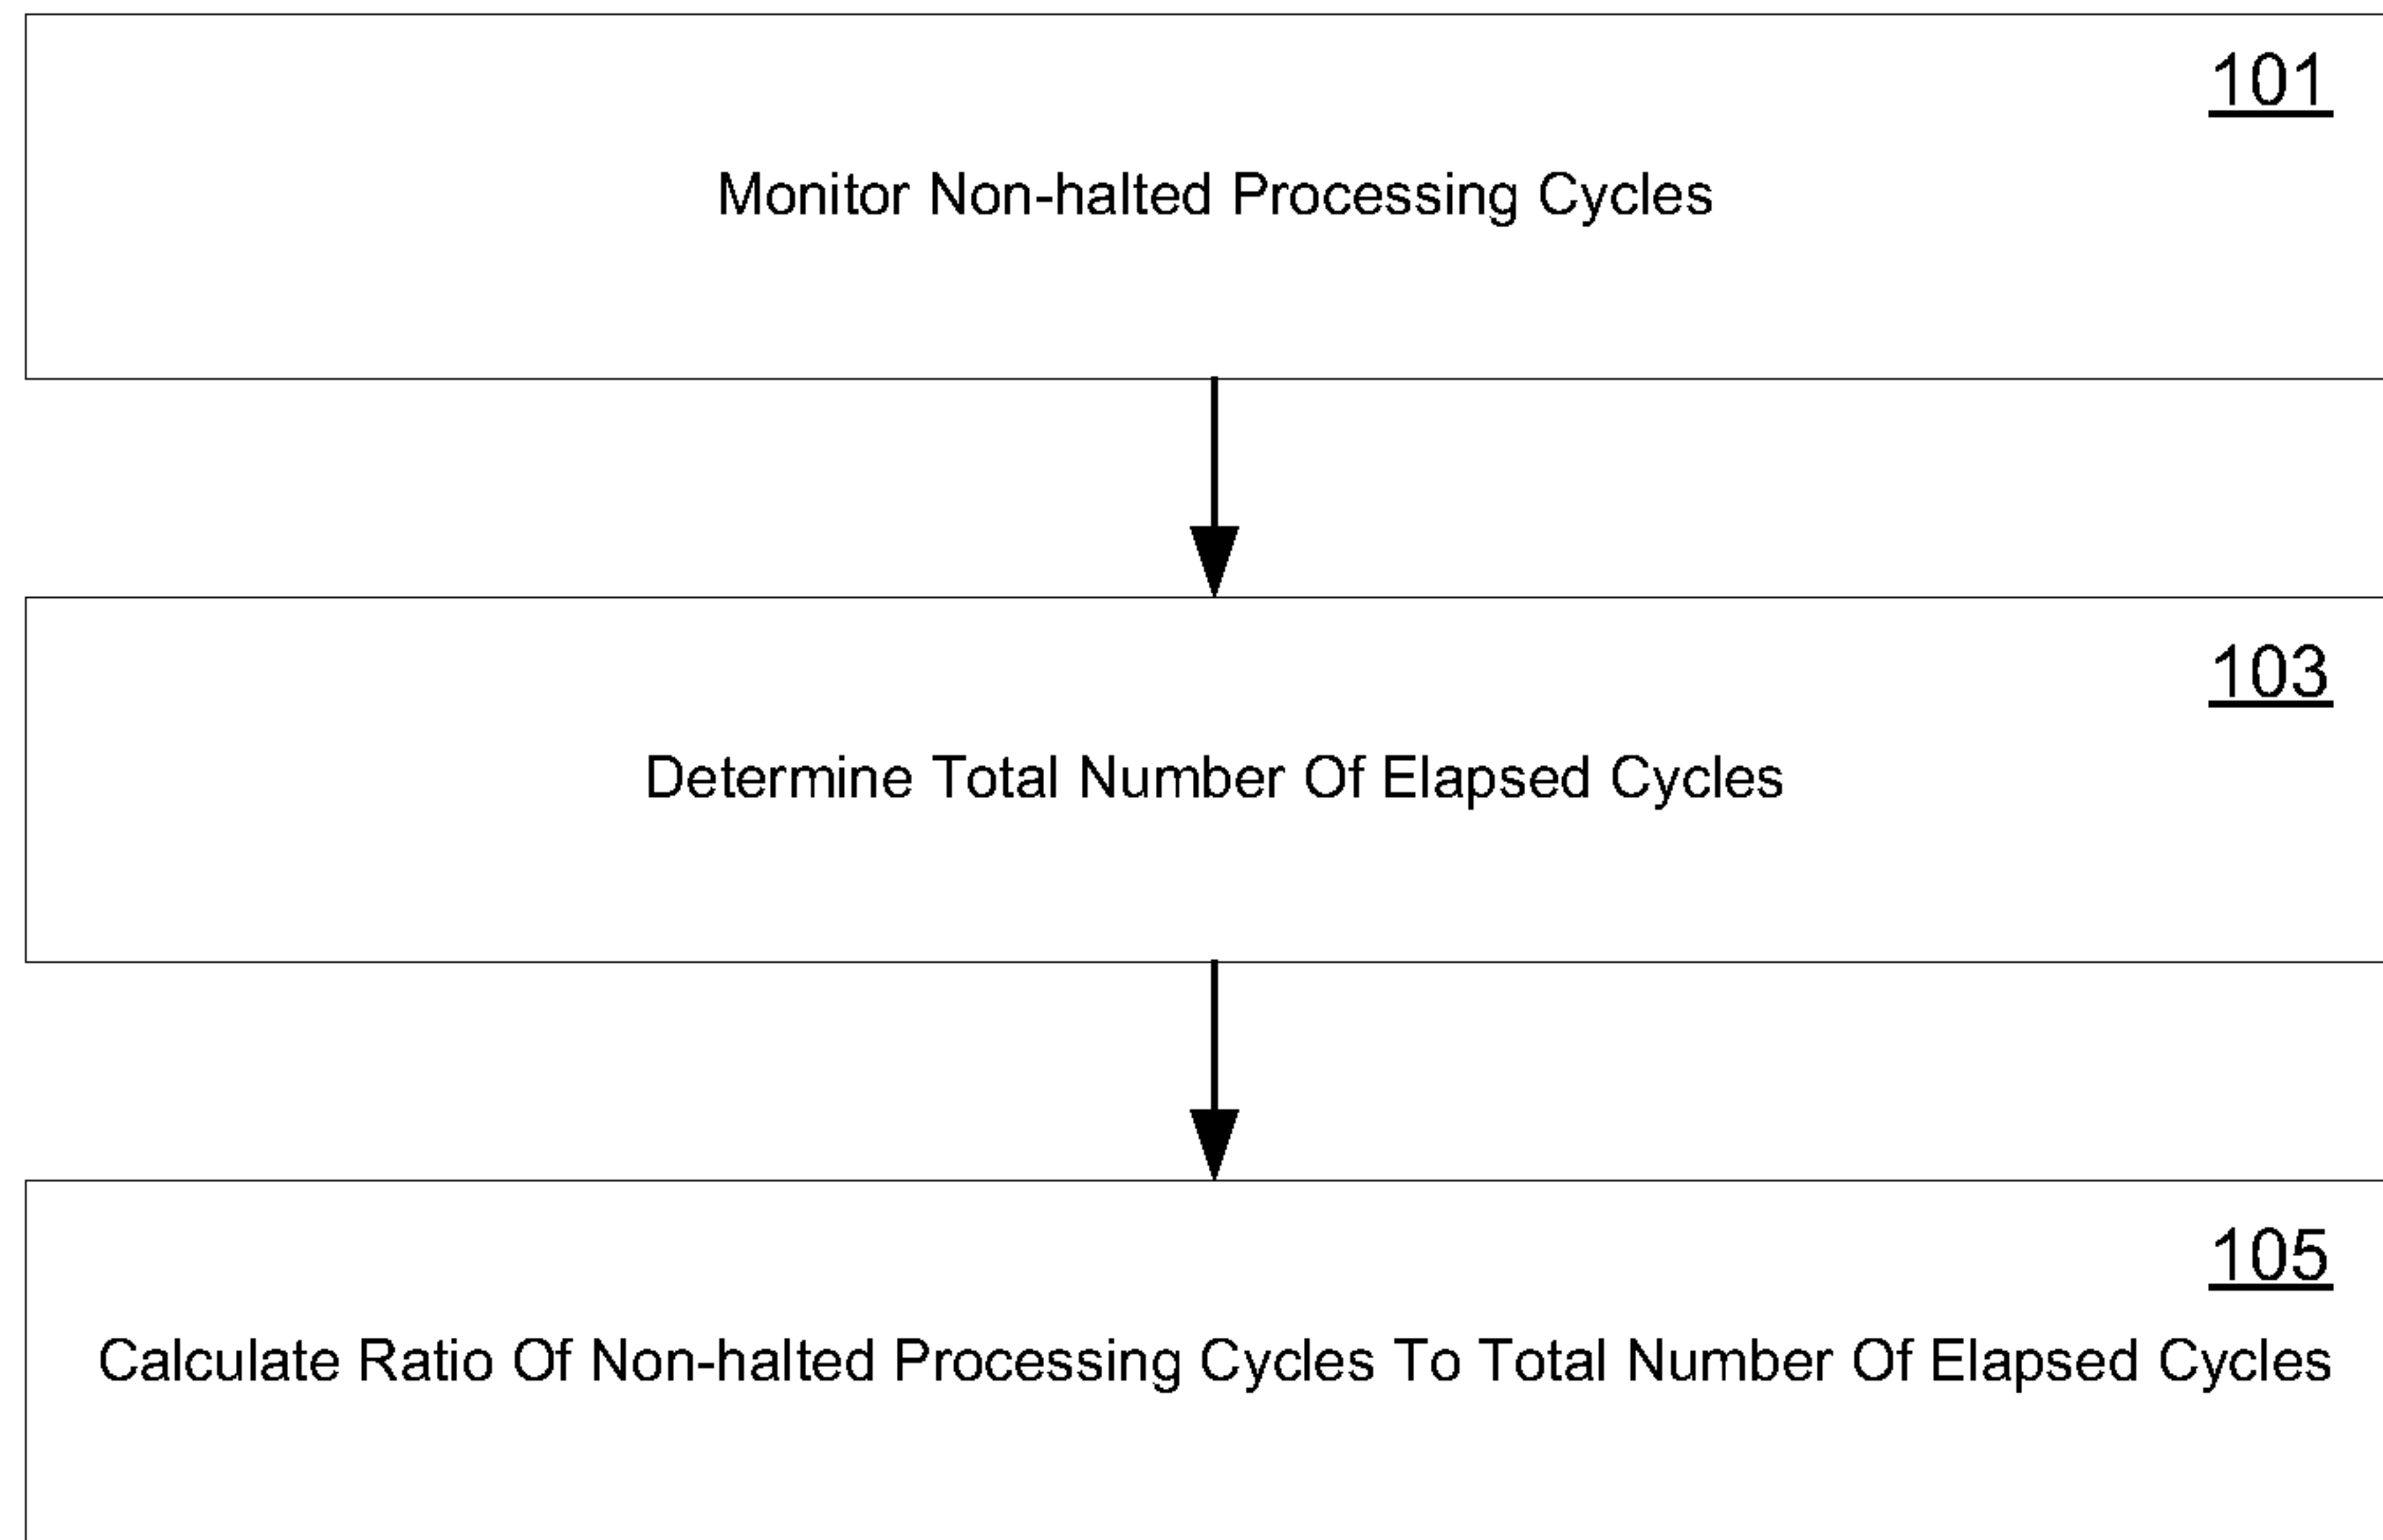 101
Monitor Non-halted Processing Cycles
103
Determine Total Number Of Elapsed Cycles
105
Calculate Ratio Of Non-halted Processing Cycles To Total Number Of Elapsed Cycles